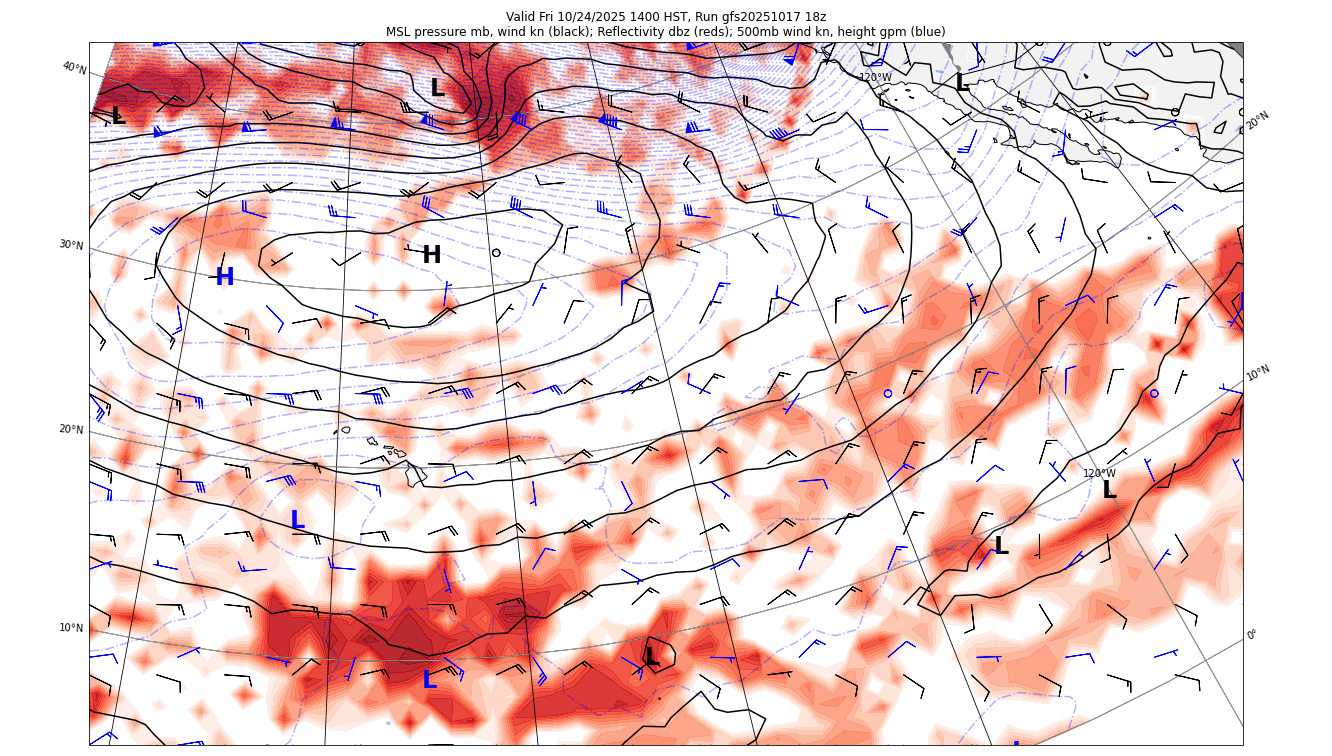 Valid Fri 10/24/2025 1400 HST, Run gfs20251017 18z
MSL pressure mb, wind kn (black); Reflectivity dbz (reds); 500mb wind kn, height gpm (blue)
40°N
120°W
L
L
L
20°N
30°N
H
H
10°N
20°N
120°W
L
L
L
10°N
0°
L
L